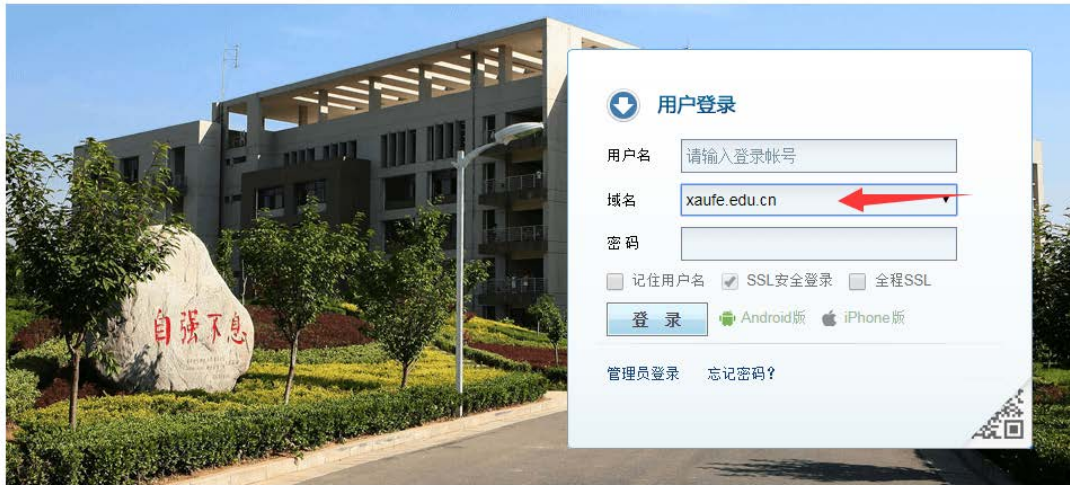 用户登录
用户名 请输入登录帐号
域名 xaufe.edu.cn
密码
记住用户名 SSL安全登录 全程SSL
登录 Android版 iPhone版
管理员登录 忘记密码?
自强不息